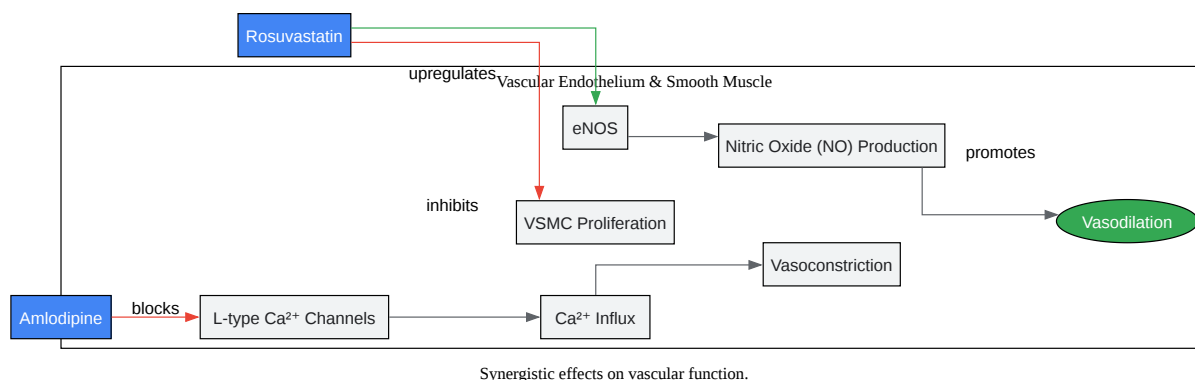 Rosuvastatin
upregulates
Vascular Endothelium & Smooth Muscle
eNOS
Nitric Oxide (NO) Production
promotes
inhibits
VSMC Proliferation
Vasodilation
Vasoconstriction
Amlodipine
blocks
L-type Ca²⁺ Channels
Ca²⁺ Influx
Synergistic effects on vascular function.